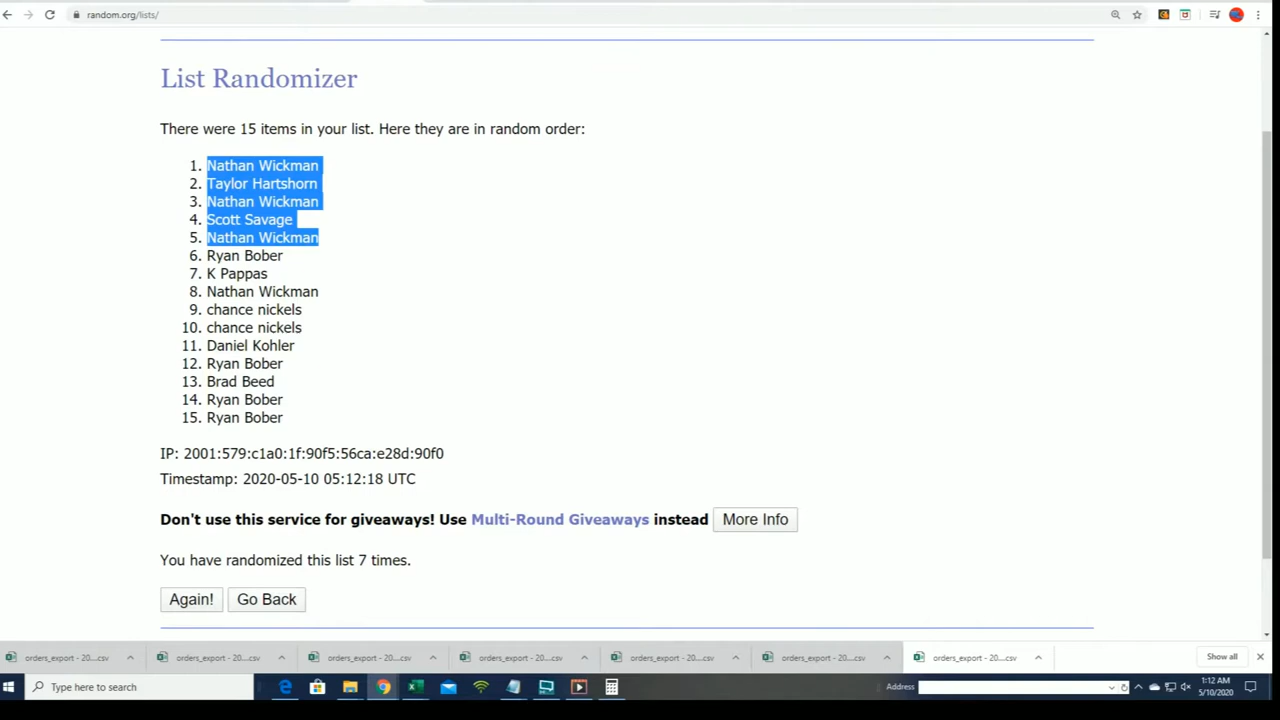 random.org/lists/
List Randomizer
There were 15 items in your list. Here they are in random order:
1. Nathan Wickman
2. Taylor Hartshorn
3. Nathan Wickman
4. Scott Savage
5. Nathan Wickman
6. Ryan Bober
7. K Pappas
8. Nathan Wickman
9. chance nickels
10. chance nickels
11. Daniel Kohler
12. Ryan Bober
13. Brad Beed
14. Ryan Bober
15. Ryan Bober
IP: 2001:579:c1a0:1f:90f5:56ca:e28d:90f0
Timestamp: 2020-05-10 05:12:18 UTC
Don't use this service for giveaways! Use Multi-Round Giveaways instead More Info
You have randomized this list 7 times.
Again! Go Back
orders_export - 20....csv orders_export - 20....csv orders_export - 20....csv orders_export - 20....csv orders_export - 20....csv orders_export - 20....csv orders_export - 20....csv Show all
Type here to search Address 1:12 AM
5/10/2020